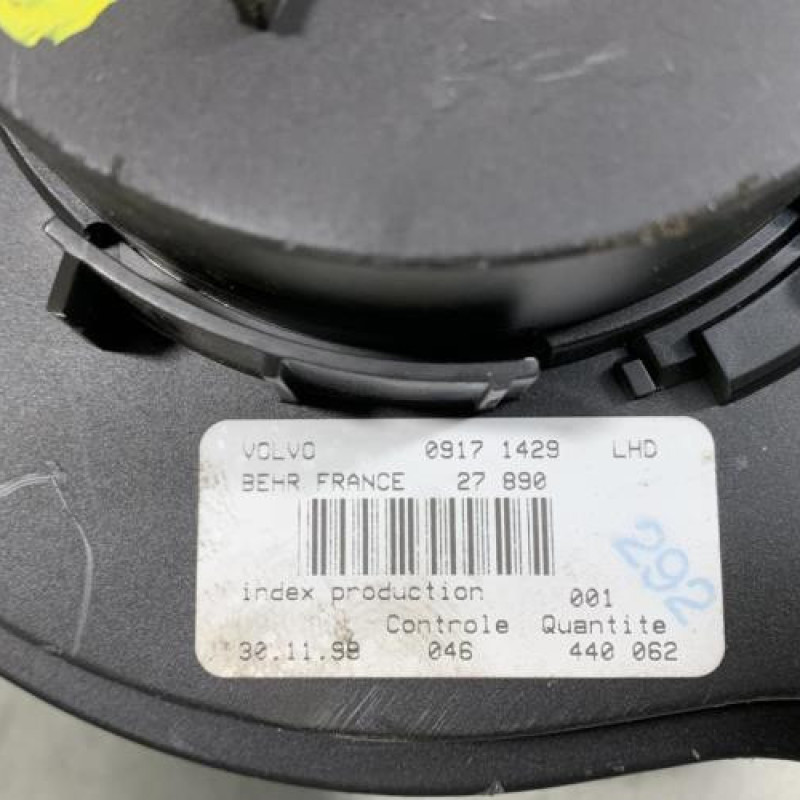 VOLVO 0917 1429 LHD
BEHR FRANCE 27 890
292
index production 001
Controle Quantite
30.11.98 046 440 062